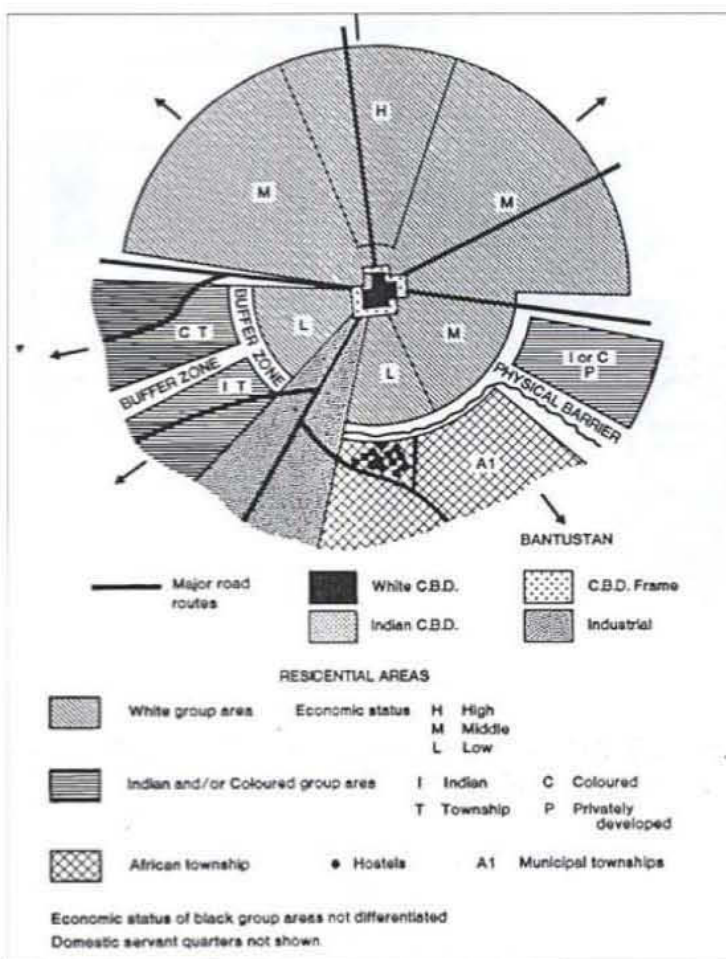 H
M
M
C T
BUFFER ZONE
BUFFER ZONE
I T
L
L
M
I or C
P
PHYSICAL BARRIER
A1
BANTUSTAN
Major road
routes
White C.B.D.
C.B.D. Frame
Indian C.B.D.
Industrial
RESIDENTIAL AREAS
White group area Economic status H High
M Middle
L Low
Indian and/or Coloured group area I Indian C Coloured
T Township P Privately
developed
African township Hostels A1 Municipal townships
Economic status of black group areas not differentiated
Domestic servant quarters not shown.